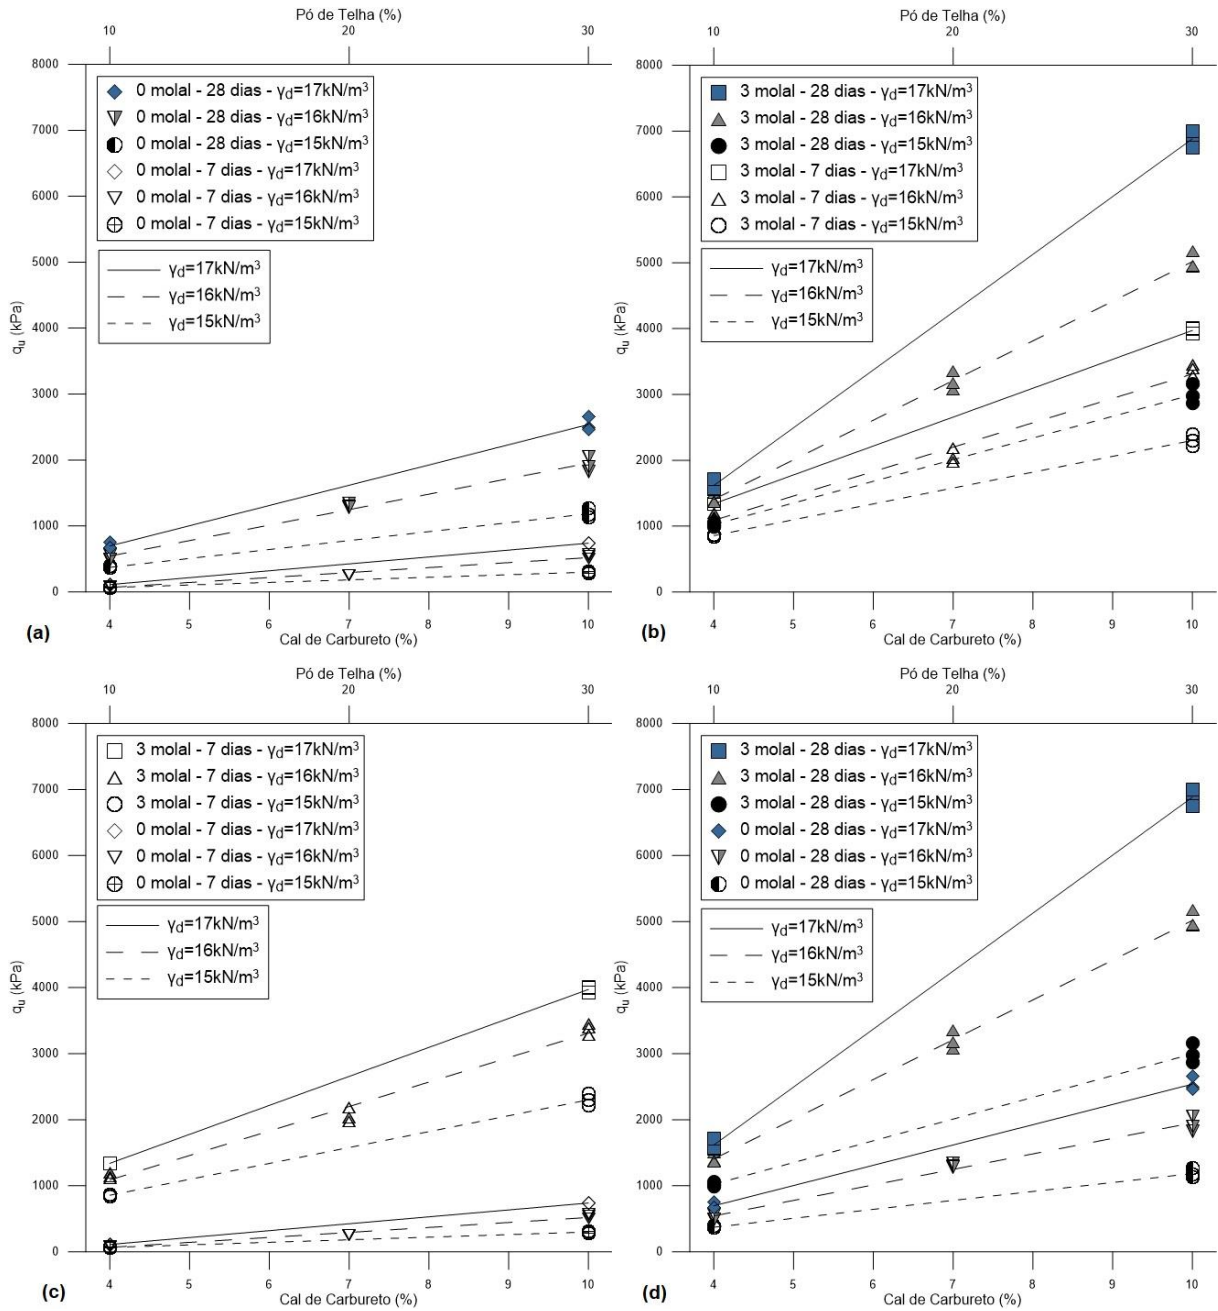 Pó de Telha (%)
10 20 30
8000
7000
6000
5000
4000
3000
2000
1000
0
qu (kPa)
0 molal - 28 dias - γd=17kN/m³
0 molal - 28 dias - γd=16kN/m³
0 molal - 28 dias - γd=15kN/m³
0 molal - 7 dias - γd=17kN/m³
0 molal - 7 dias - γd=16kN/m³
0 molal - 7 dias - γd=15kN/m³
γd=17kN/m³
γd=16kN/m³
γd=15kN/m³
4 5 6 7 8 9 10
Cal de Carbureto (%)
(a)
Pó de Telha (%)
10 20 30
8000
7000
6000
5000
4000
3000
2000
1000
0
qu (kPa)
3 molal - 28 dias - γd=17kN/m³
3 molal - 28 dias - γd=16kN/m³
3 molal - 28 dias - γd=15kN/m³
3 molal - 7 dias - γd=17kN/m³
3 molal - 7 dias - γd=16kN/m³
3 molal - 7 dias - γd=15kN/m³
γd=17kN/m³
γd=16kN/m³
γd=15kN/m³
4 5 6 7 8 9 10
Cal de Carbureto (%)
(b)
Pó de Telha (%)
10 20 30
8000
7000
6000
5000
4000
3000
2000
1000
0
qu (kPa)
3 molal - 7 dias - γd=17kN/m³
3 molal - 7 dias - γd=16kN/m³
3 molal - 7 dias - γd=15kN/m³
0 molal - 7 dias - γd=17kN/m³
0 molal - 7 dias - γd=16kN/m³
0 molal - 7 dias - γd=15kN/m³
γd=17kN/m³
γd=16kN/m³
γd=15kN/m³
4 5 6 7 8 9 10
Cal de Carbureto (%)
(c)
Pó de Telha (%)
10 20 30
8000
7000
6000
5000
4000
3000
2000
1000
0
qu (kPa)
3 molal - 28 dias - γd=17kN/m³
3 molal - 28 dias - γd=16kN/m³
3 molal - 28 dias - γd=15kN/m³
0 molal - 28 dias - γd=17kN/m³
0 molal - 28 dias - γd=16kN/m³
0 molal - 28 dias - γd=15kN/m³
γd=17kN/m³
γd=16kN/m³
γd=15kN/m³
4 5 6 7 8 9 10
Cal de Carbureto (%)
(d)